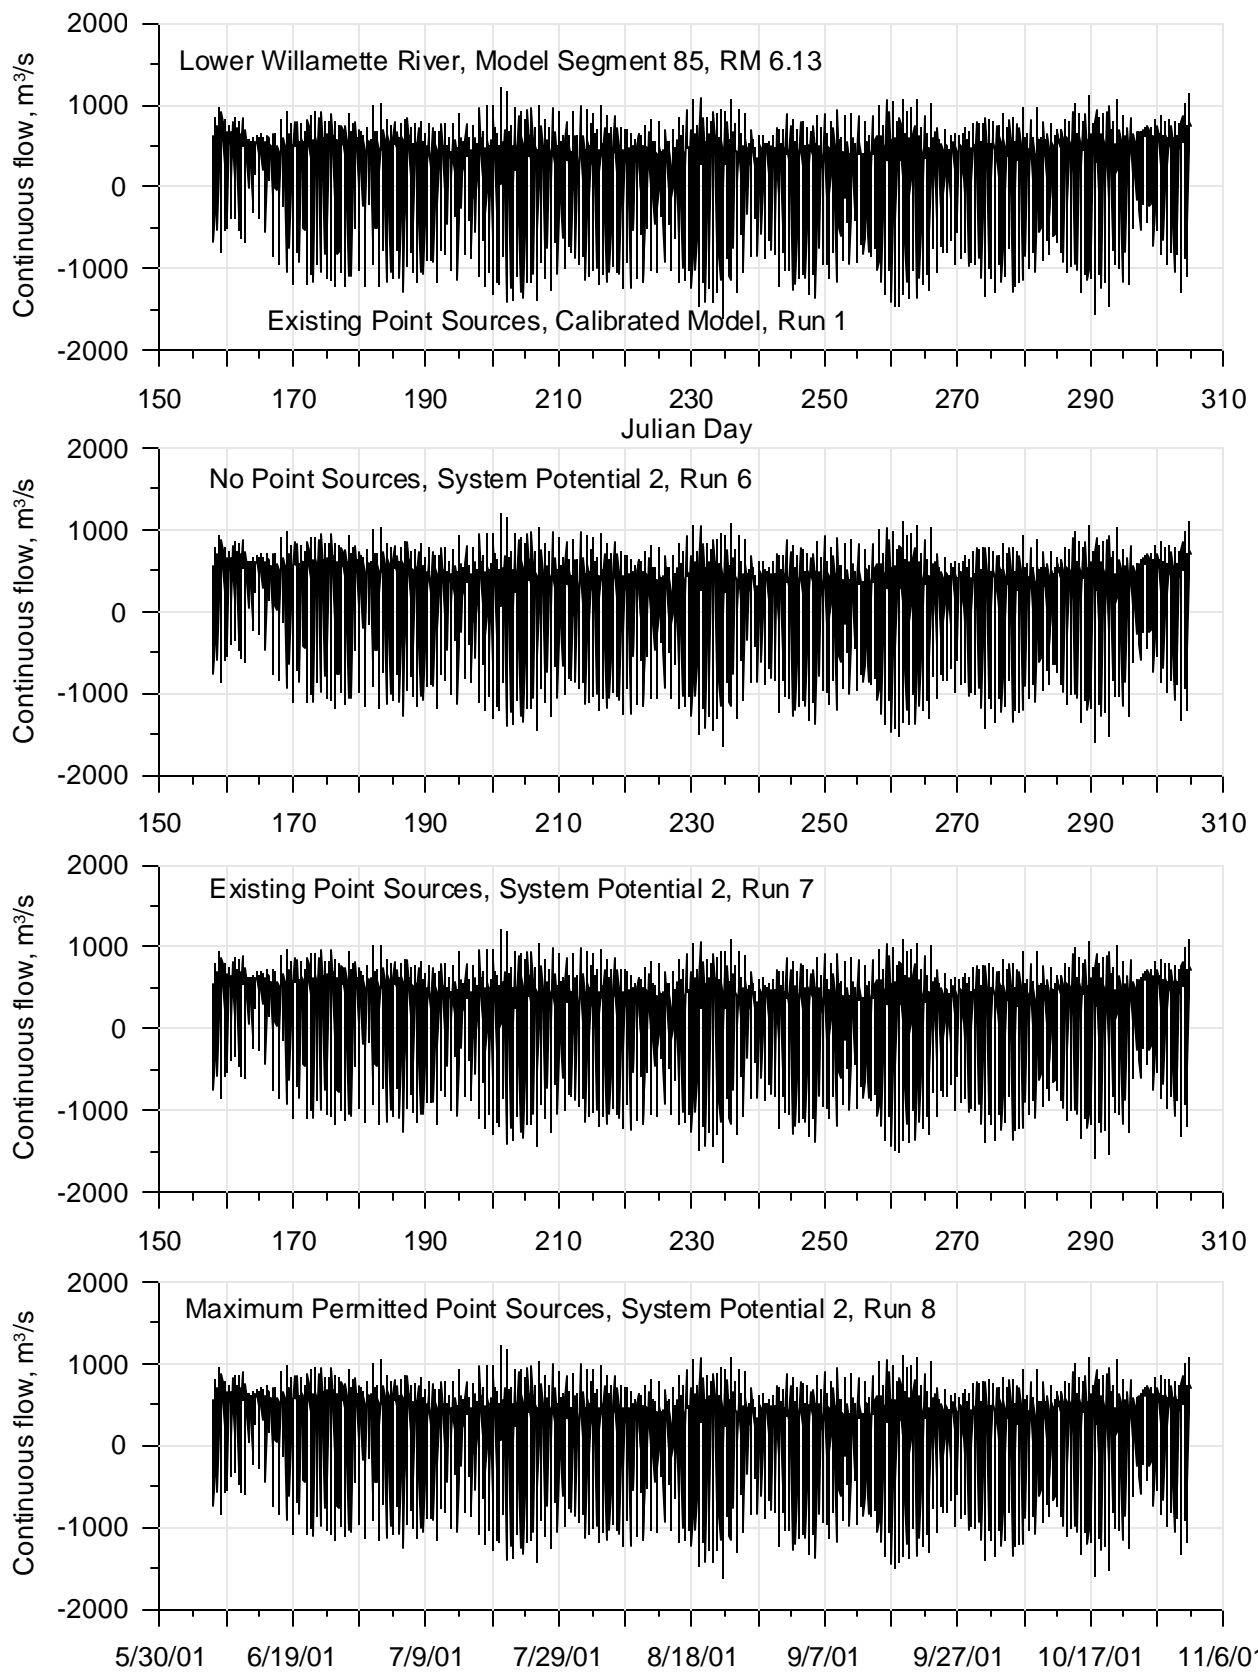 2000
Lower Willamette River, Model Segment 85, RM 6.13
1000
0
-1000
Existing Point Sources, Calibrated Model, Run 1
-2000
Continuous flow, m³/s
150 170 190 210 230 250 270 290 310
Julian Day
2000
No Point Sources, System Potential 2, Run 6
1000
0
-1000
-2000
Continuous flow, m³/s
150 170 190 210 230 250 270 290 310
2000
Existing Point Sources, System Potential 2, Run 7
1000
0
-1000
-2000
Continuous flow, m³/s
150 170 190 210 230 250 270 290 310
2000
Maximum Permitted Point Sources, System Potential 2, Run 8
1000
0
-1000
-2000
Continuous flow, m³/s
5/30/01 6/19/01 7/9/01 7/29/01 8/18/01 9/7/01 9/27/01 10/17/01 11/6/0